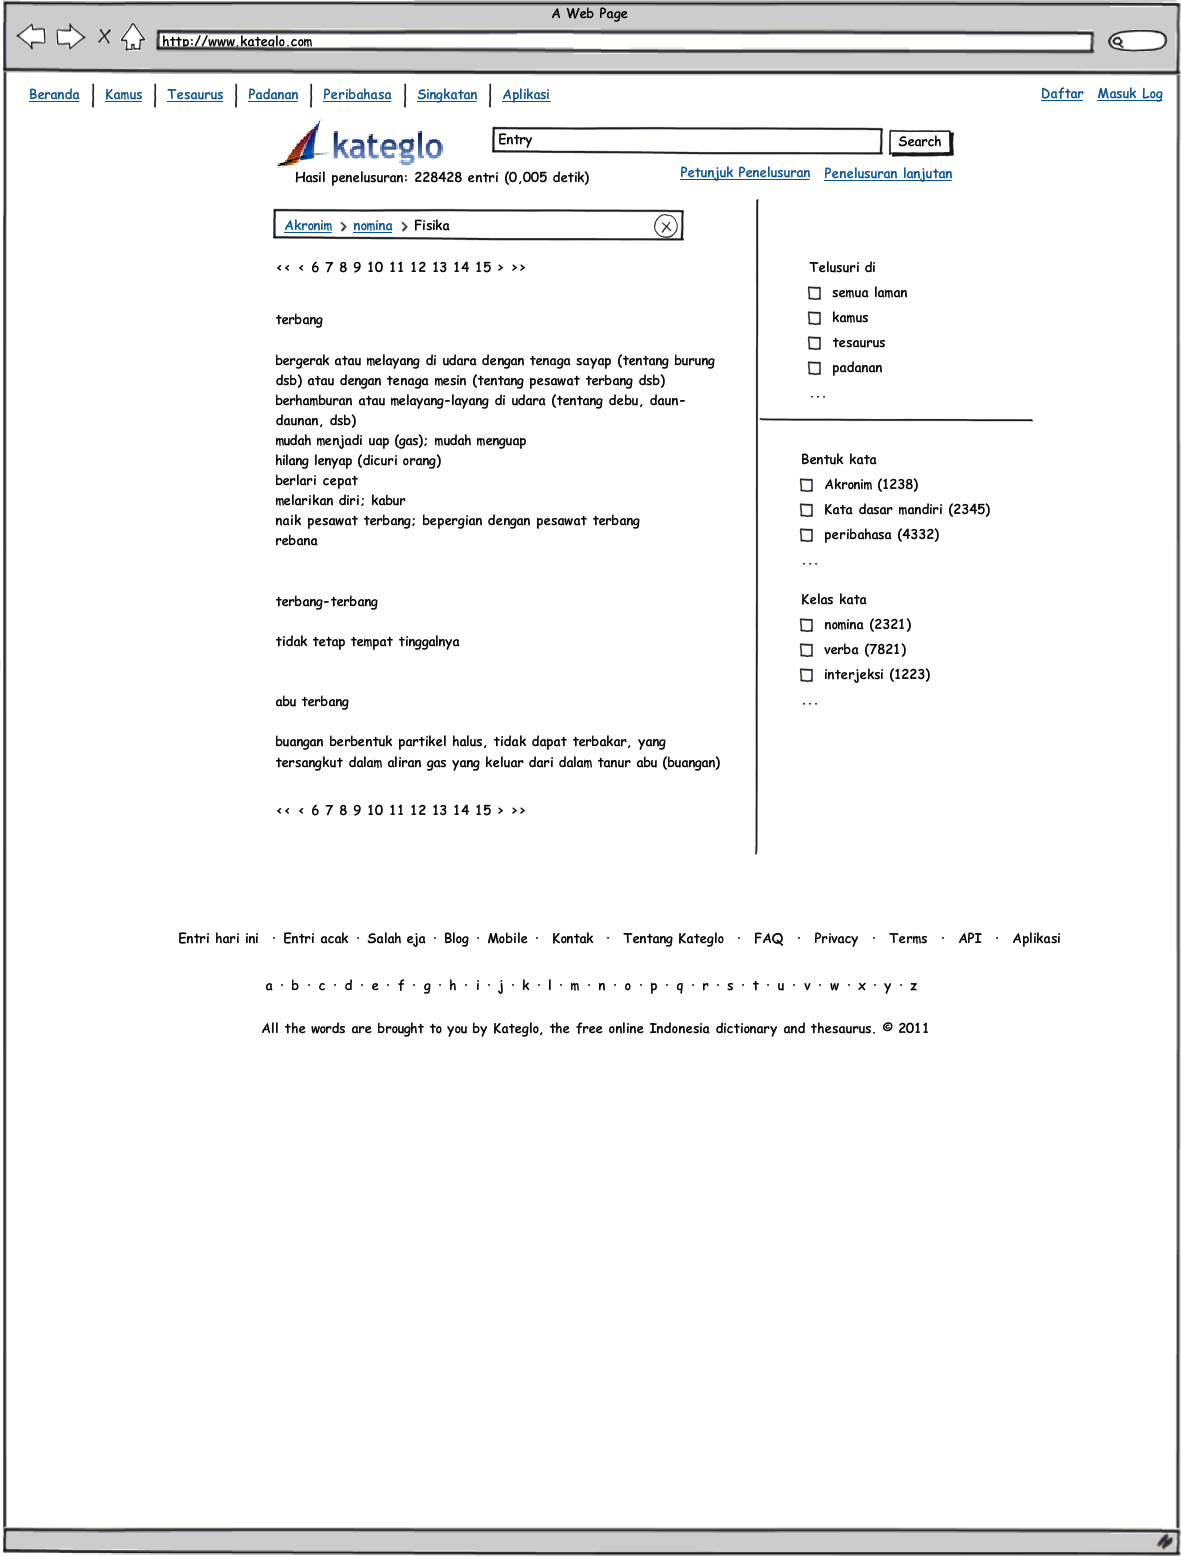 A Web Page
http://www.kateglo.com
Beranda Kamus Tesaurus Padanan Peribahasa Singkatan Aplikasi
Daftar Masuk Log
kateglo
Entry
Search
Hasil penelusuran: 228428 entri (0,005 detik)
Petunjuk Penelusuran Penelusuran lanjutan
Akronim > nomina > Fisika
<< < 6 7 8 9 10 11 12 13 14 15 > >>
terbang
bergerak atau melayang di udara dengan tenaga sayap (tentang burung
dsb) atau dengan tenaga mesin (tentang pesawat terbang dsb)
berhamburan atau melayang-layang di udara (tentang debu, daun-
daunan, dsb)
mudah menjadi uap (gas); mudah menguap
hilang lenyap (dicuri orang)
berlari cepat
melarikan diri; kabur
naik pesawat terbang; bepergian dengan pesawat terbang
rebana
terbang-terbang
tidak tetap tempat tinggalnya
abu terbang
buangan berbentuk partikel halus, tidak dapat terbakar, yang
tersangkut dalam aliran gas yang keluar dari dalam tanur abu (buangan)
<< < 6 7 8 9 10 11 12 13 14 15 > >>
Telusuri di
semua laman
kamus
tesaurus
padanan
...
Bentuk kata
Akronim (1238)
Kata dasar mandiri (2345)
peribahasa (4332)
...
Kelas kata
nomina (2321)
verba (7821)
interjeksi (1223)
...
Entri hari ini · Entri acak · Salah eja · Blog · Mobile · Kontak · Tentang Kateglo · FAQ · Privacy · Terms · API · Aplikasi
a · b · c · d · e · f · g · h · i · j · k · l · m · n · o · p · q · r · s · t · u · v · w · x · y · z
All the words are brought to you by Kateglo, the free online Indonesia dictionary and thesaurus. © 2011